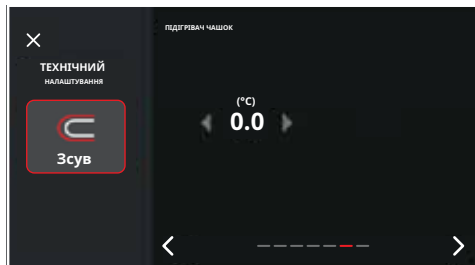 ПІДІГРІВАЧ ЧАШОК
ТЕХНІЧНИЙ
НАЛАШТУВАННЯ
Зсув
(°C)
0.0